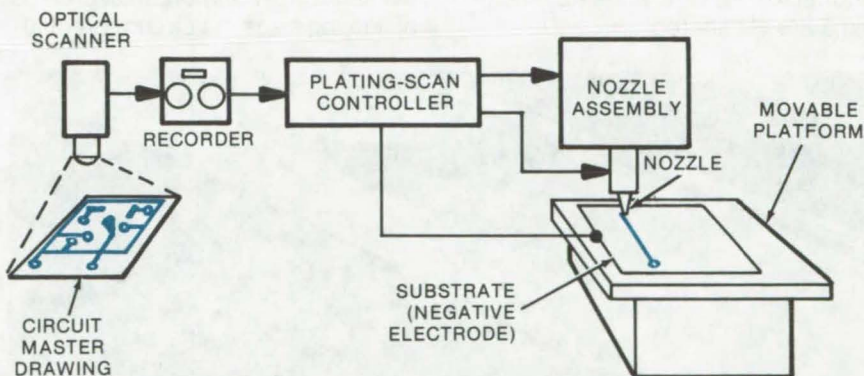 OPTICAL
SCANNER
RECORDER
PLATING-SCAN
CONTROLLER
NOZZLE
ASSEMBLY
MOVABLE
PLATFORM
NOZZLE
SUBSTRATE
(NEGATIVE
ELECTRODE)
CIRCUIT
MASTER
DRAWING